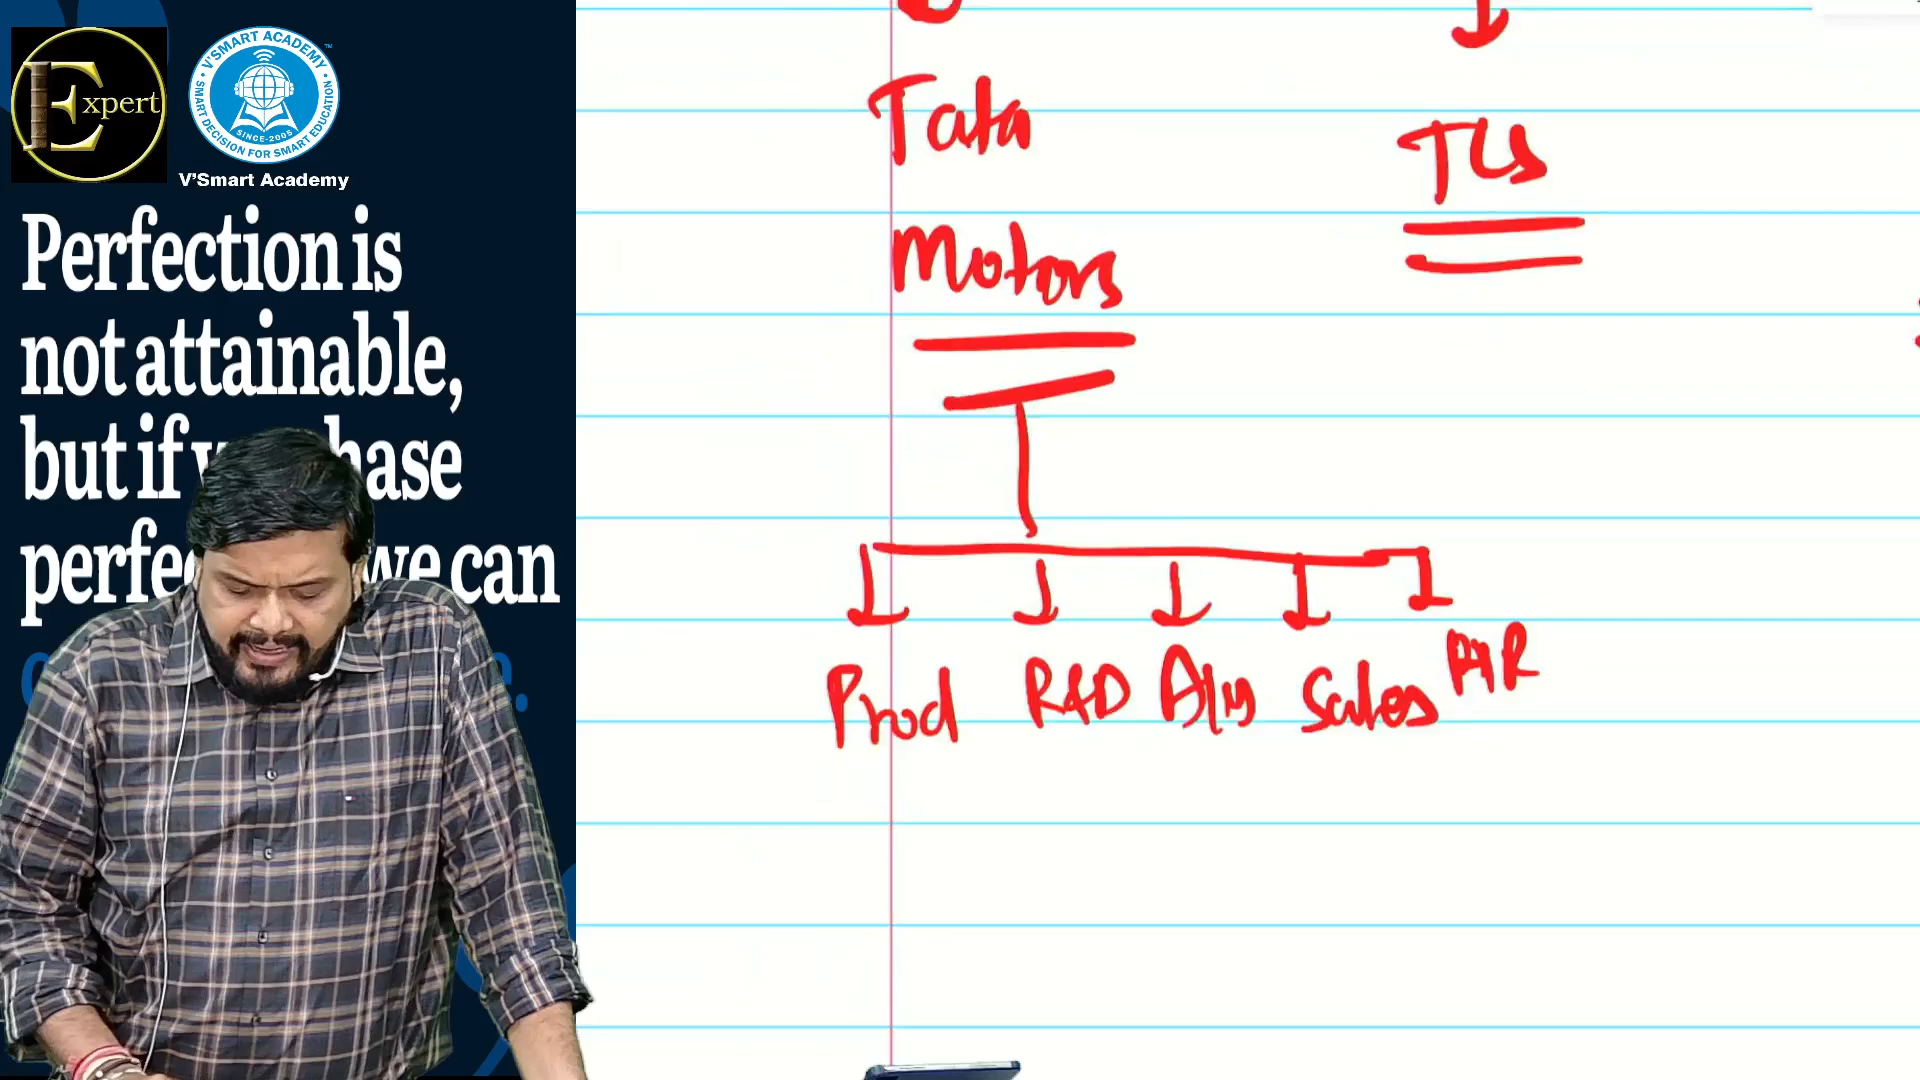 Expert
V'SMART ACADEMY
SMART DECISION FOR SMART EDUCATION
SINCE-2005
TM
V'Smart Academy
Perfection is
not attainable,
but if hase
perfe we can
Tata
Motors
TCS
Prod R&D Sales HR